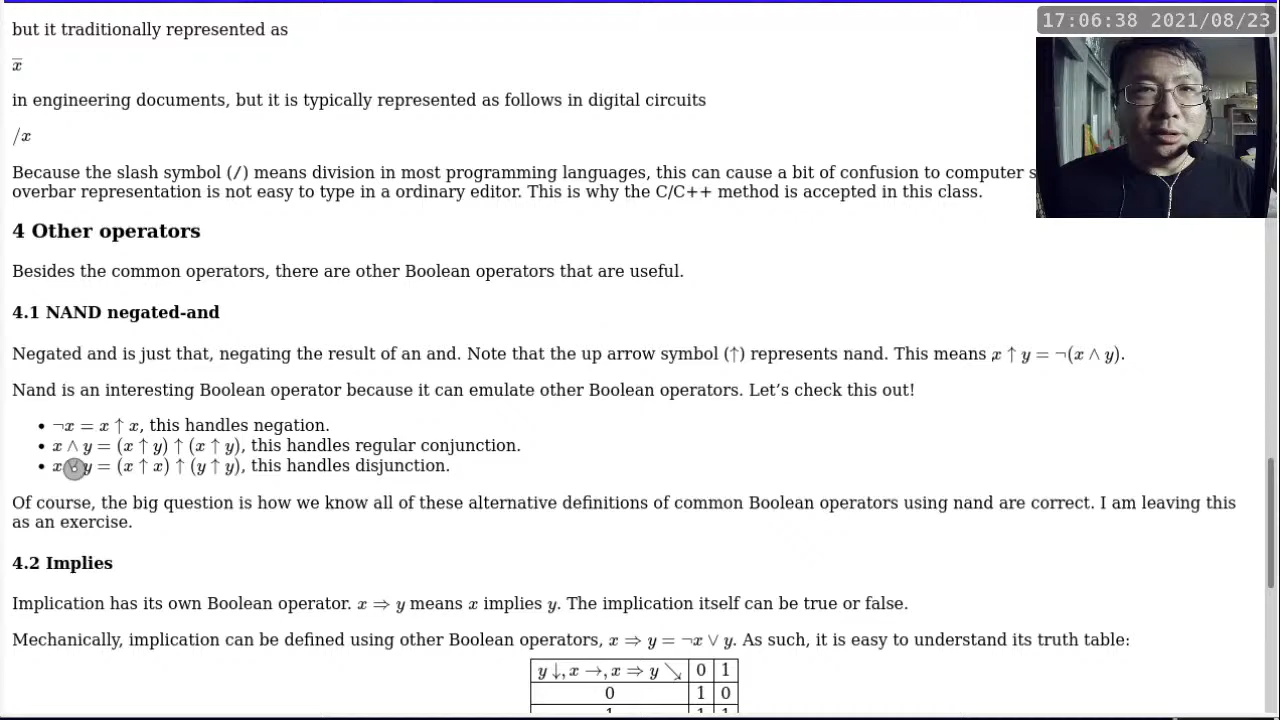 17:06:38 2021/08/23
but it traditionally represented as
x̅
in engineering documents, but it is typically represented as follows in digital circuits
/x
Because the slash symbol (/) means division in most programming languages, this can cause a bit of confusion to computer
overbar representation is not easy to type in a ordinary editor. This is why the C/C++ method is accepted in this class.
4 Other operators
Besides the common operators, there are other Boolean operators that are useful.
4.1 NAND negated-and
Negated and is just that, negating the result of an and. Note that the up arrow symbol (↑) represents nand. This means x ↑ y = ¬(x ∧ y).
Nand is an interesting Boolean operator because it can emulate other Boolean operators. Let’s check this out!
• ¬x = x ↑ x, this handles negation.
• x ∧ y = (x ↑ y) ↑ (x ↑ y), this handles regular conjunction.
• x ∨ y = (x ↑ x) ↑ (y ↑ y), this handles disjunction.
Of course, the big question is how we know all of these alternative definitions of common Boolean operators using nand are correct. I am leaving this
as an exercise.
4.2 Implies
Implication has its own Boolean operator. x ⇒ y means x implies y. The implication itself can be true or false.
Mechanically, implication can be defined using other Boolean operators, x ⇒ y = ¬x ∨ y. As such, it is easy to understand its truth table:
y ↓, x →, x ⇒ y ↘ 0 1
0 1 0